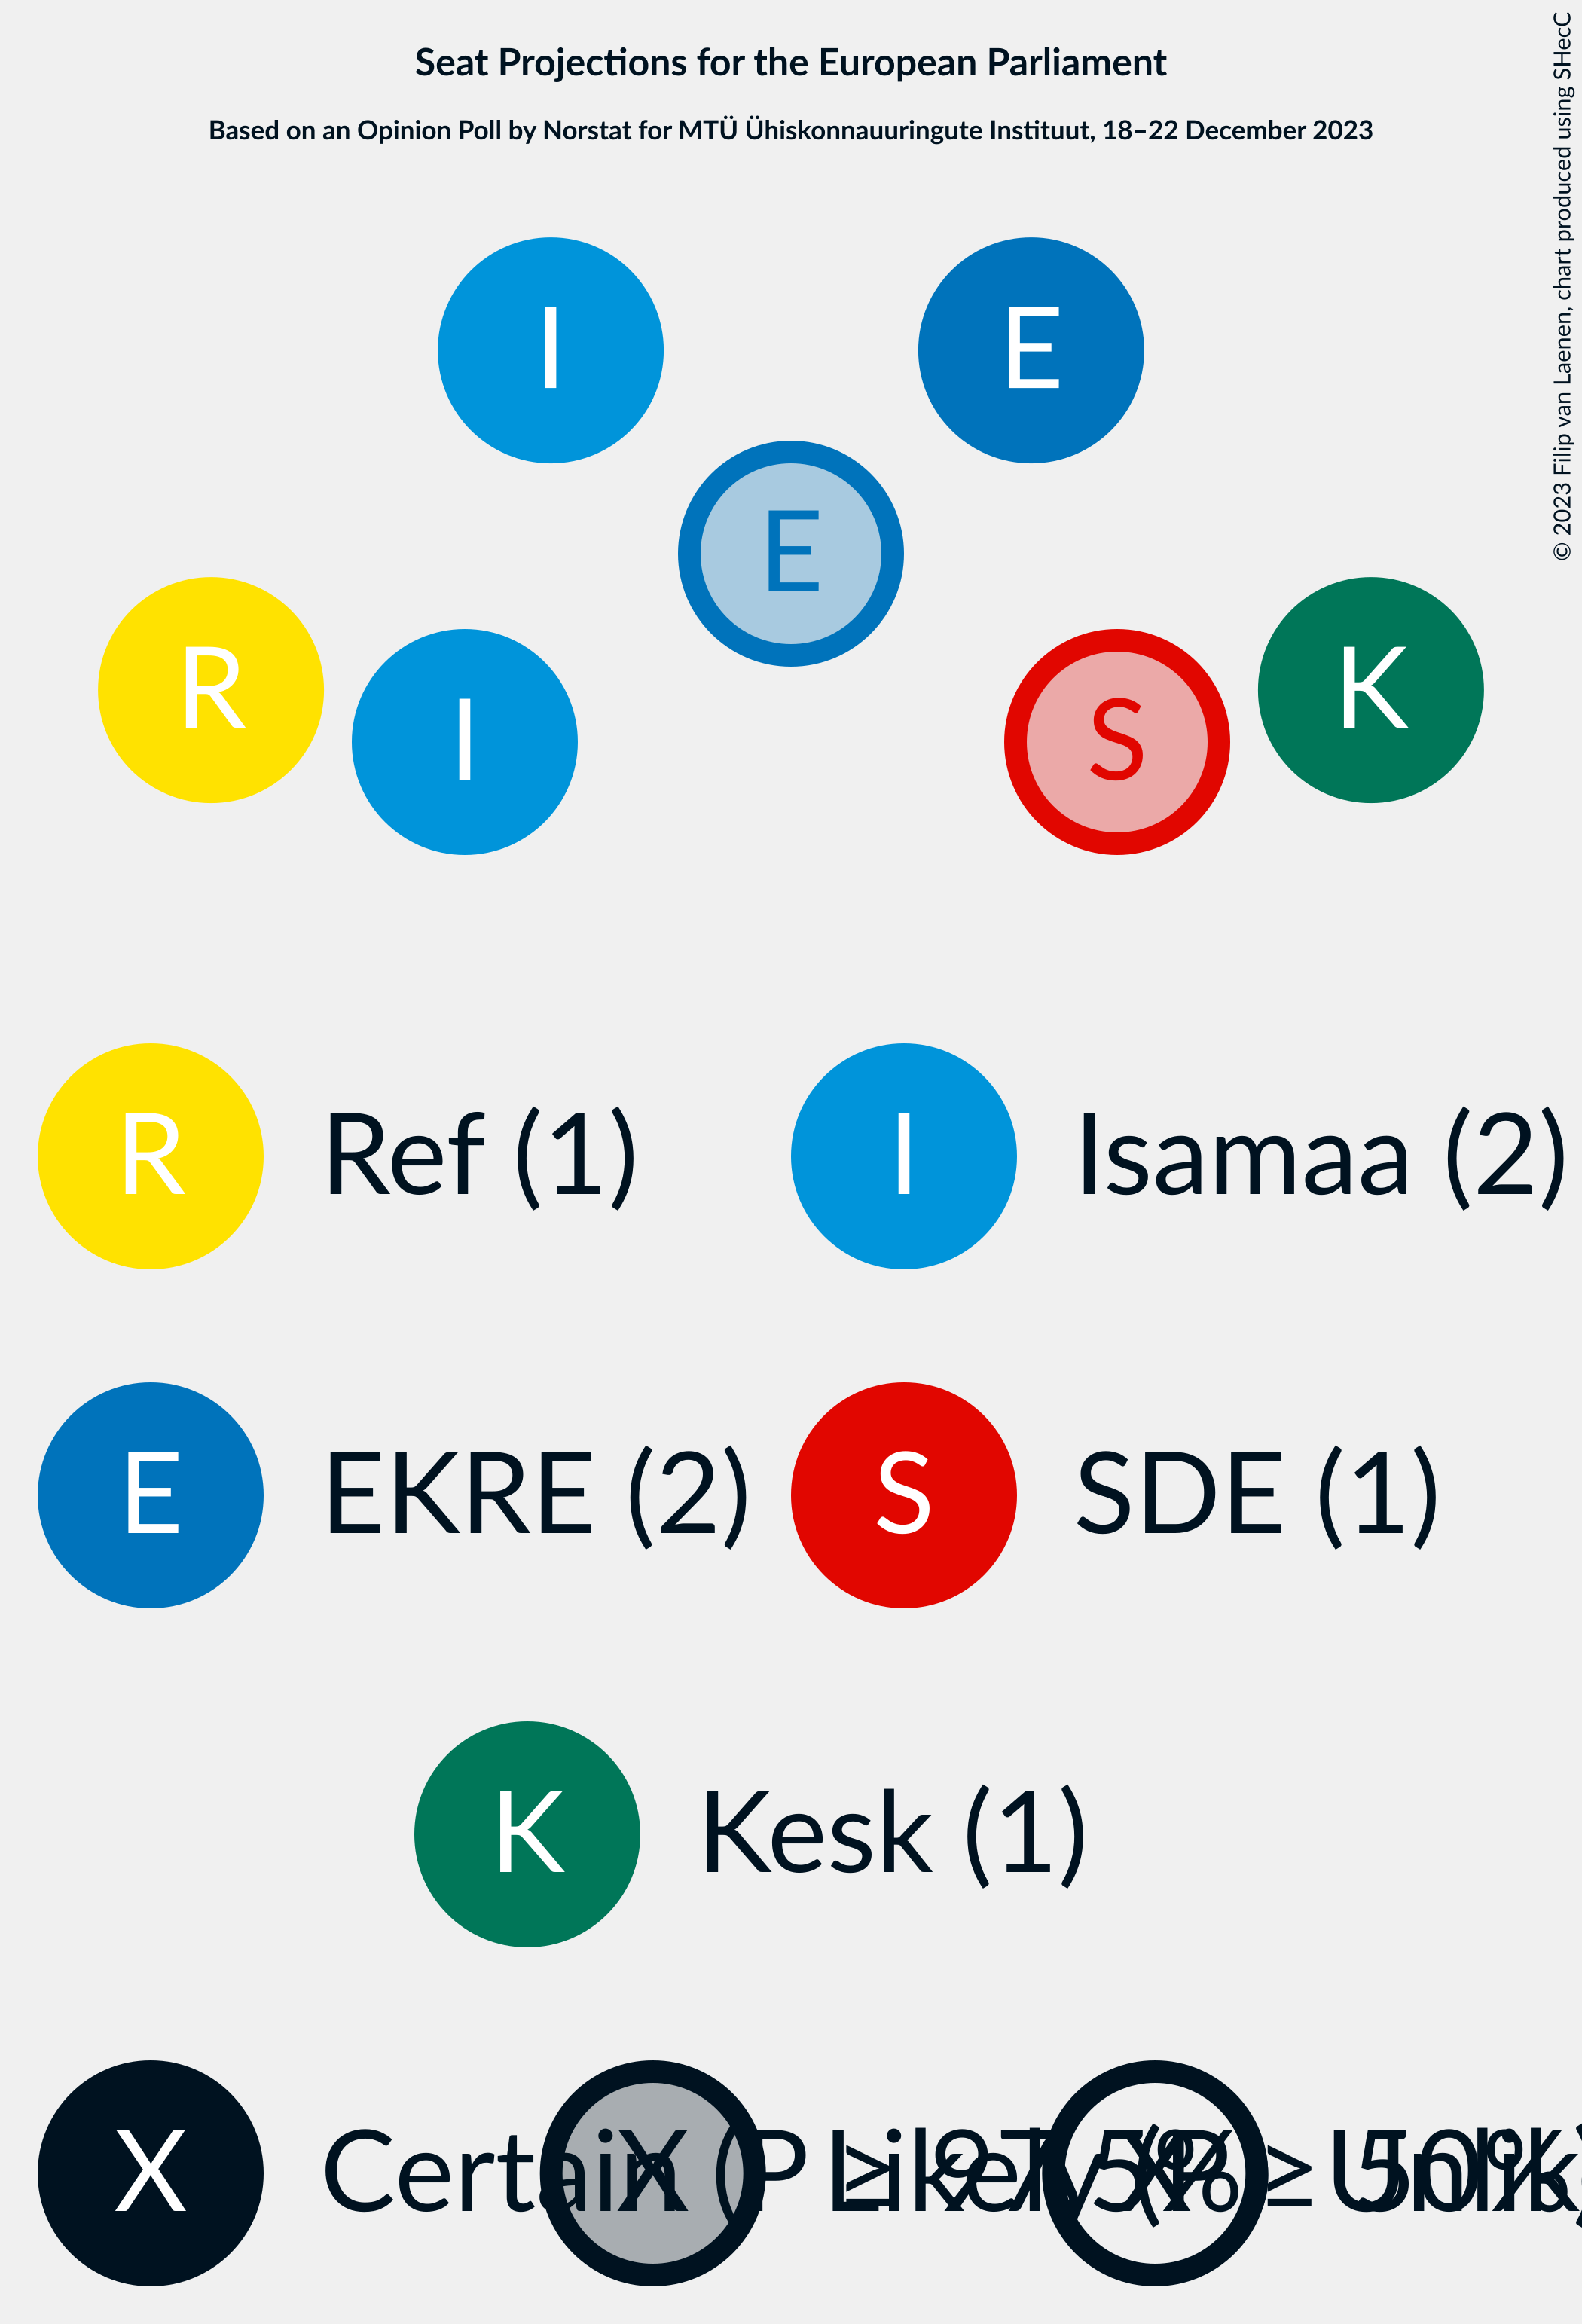 Seat Projections for the European Parliament
Based on an Opinion Poll by Norstat for MTÜ Ühiskonnauuringute Instituut, 18–22 December 2023
© 2023 Filip van Laenen, chart produced using SHecC
I
E
E
R
I
S
K
R
Ref (1)
I
Isamaa (2)
E
EKRE (2)
S
SDE (1)
K
Kesk (1)
X
Certain (P ≥
X
Likely
X